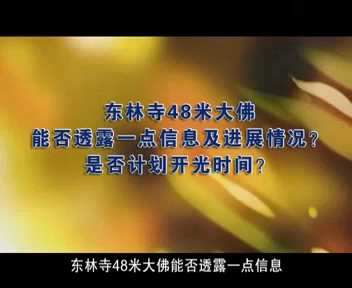 东林寺48米大佛
能否透露一点信息及进展情况？
是否计划开光时间？
东林寺48米大佛能否透露一点信息